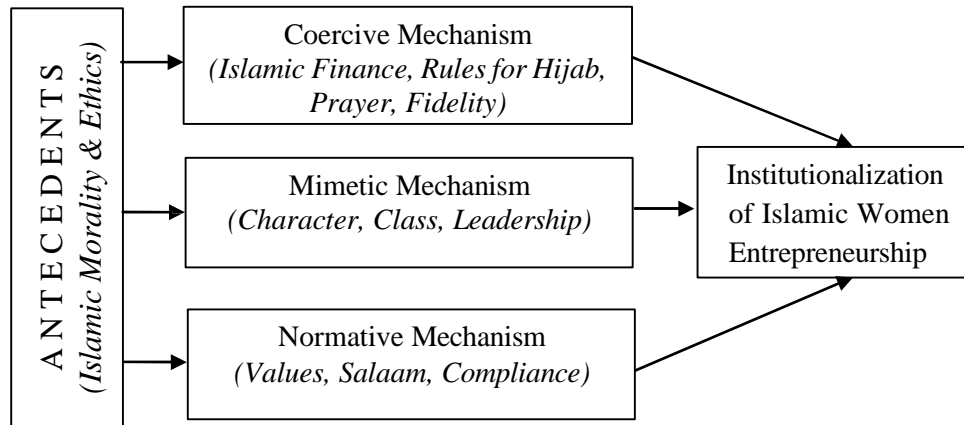 ANTECEDENTS
(Islamic Morality & Ethics)
Coercive Mechanism
(Islamic Finance, Rules for Hijab,
Prayer, Fidelity)
Mimetic Mechanism
(Character, Class, Leadership)
Normative Mechanism
(Values, Salaam, Compliance)
Institutionalization
of Islamic Women
Entrepreneurship